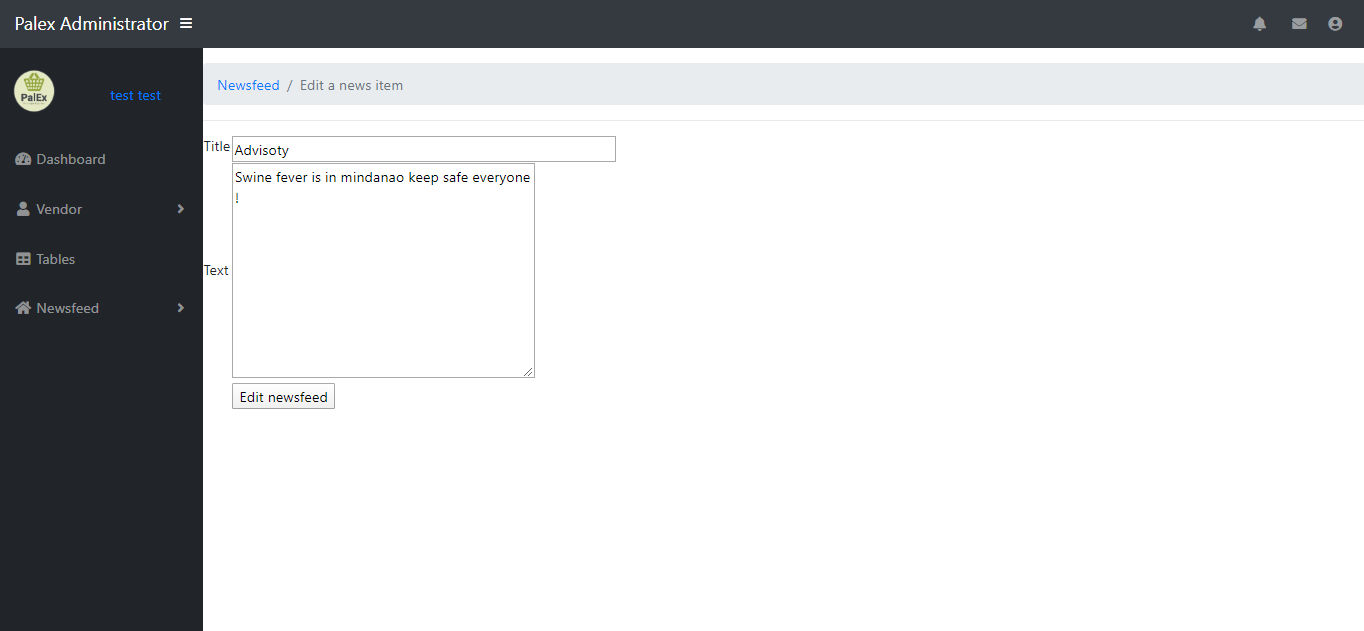 Palex Administrator
PalEx
test test
Dashboard
Vendor
Tables
Newsfeed
Newsfeed / Edit a news item
Title Advisoty
Text
Swine fever is in mindanao keep safe everyone
!
Edit newsfeed